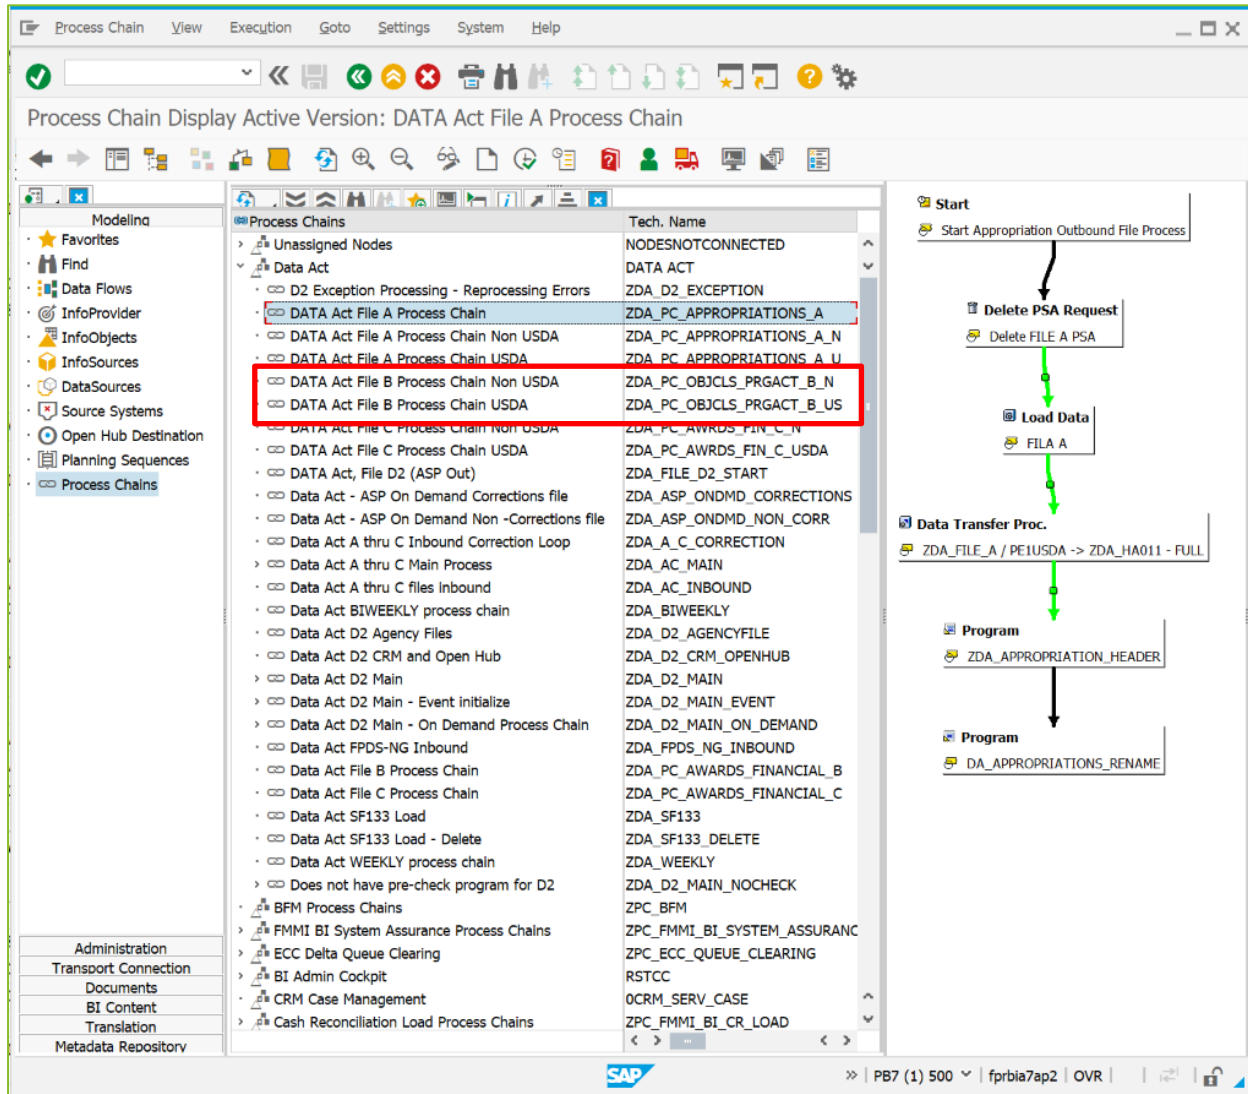 Process Chain View Execution Goto Settings System Help
Process Chain Display Active Version: DATA Act File A Process Chain
Modeling
Favorites
Find
Data Flows
InfoProvider
InfoObjects
InfoSources
DataSources
Source Systems
Open Hub Destination
Planning Sequences
Process Chains
Administration
Transport Connection
Documents
BI Content
Translation
Metadata Repository
Process Chains Tech. Name
Unassigned Nodes NODESNOTCONNECTED
Data Act DATA ACT
D2 Exception Processing - Reprocessing Errors ZDA_D2_EXCEPTION
DATA Act File A Process Chain ZDA_PC_APPROPRIATIONS_A
DATA Act File A Process Chain Non USDA ZDA_PC_APPROPRIATIONS_A_N
DATA Act File A Process Chain USDA ZDA_PC_APPROPRIATIONS_A_U
DATA Act File B Process Chain Non USDA ZDA_PC_OBJCLS_PRGACT_B_N
DATA Act File B Process Chain USDA ZDA_PC_OBJCLS_PRGACT_B_US
DATA Act File C Process Chain Non USDA ZDA_PC_AWRDS_FIN_C_N
DATA Act File C Process Chain USDA ZDA_PC_AWRDS_FIN_C_USDA
DATA Act, File D2 (ASP Out) ZDA_FILE_D2_START
Data Act - ASP On Demand Corrections file ZDA_ASP_ONDMD_CORRECTIONS
Data Act - ASP On Demand Non -Corrections file ZDA_ASP_ONDMD_NON_CORR
Data Act A thru C Inbound Correction Loop ZDA_A_C_CORRECTION
Data Act A thru C Main Process ZDA_AC_MAIN
Data Act A thru C files inbound ZDA_AC_INBOUND
Data Act BIWEEKLY process chain ZDA_BIWEEKLY
Data Act D2 Agency Files ZDA_D2_AGENCYFILE
Data Act D2 CRM and Open Hub ZDA_D2_CRM_OPENHUB
Data Act D2 Main ZDA_D2_MAIN
Data Act D2 Main - Event initialize ZDA_D2_MAIN_EVENT
Data Act D2 Main - On Demand Process Chain ZDA_D2_MAIN_ON_DEMAND
Data Act FPDS-NG Inbound ZDA_FPDS_NG_INBOUND
Data Act File B Process Chain ZDA_PC_AWARDS_FINANCIAL_B
Data Act File C Process Chain ZDA_PC_AWARDS_FINANCIAL_C
Data Act SF133 Load ZDA_SF133
Data Act SF133 Load - Delete ZDA_SF133_DELETE
Data Act WEEKLY process chain ZDA_WEEKLY
Does not have pre-check program for D2 ZDA_D2_MAIN_NOCHECK
BFM Process Chains ZPC_BFM
FMMI BI System Assurance Process Chains ZPC_FMMI_BI_SYSTEM_ASSURANC
ECC Delta Queue Clearing ZPC_ECC_QUEUE_CLEARING
BI Admin Cockpit RSTCC
CRM Case Management 0CRM_SERV_CASE
Cash Reconciliation Load Process Chains ZPC_FMMI_BI_CR_LOAD
Start
Start Appropriation Outbound File Process
Delete PSA Request
Delete FILE A PSA
Load Data
FILA A
Data Transfer Proc.
ZDA_FILE_A / PE1USDA -> ZDA_HA011 - FULL
Program
ZDA_APPROPRIATION_HEADER
Program
DA_APPROPRIATIONS_RENAME
SAP
PB7 (1) 500 fprbia7ap2 OVR